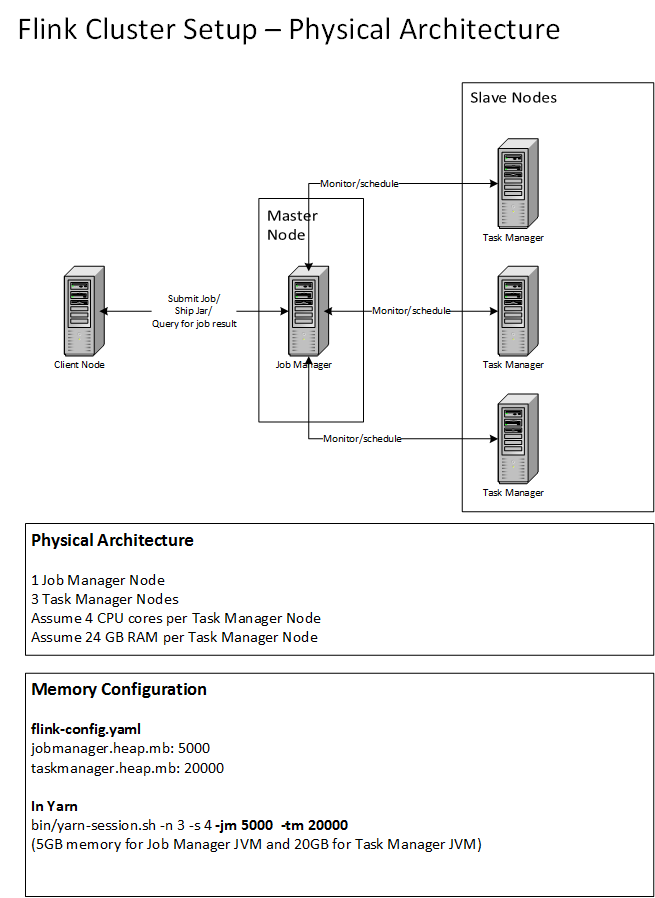 Flink Cluster Setup – Physical Architecture
Slave Nodes
Monitor/schedule
Task Manager
Master
Node
Submit Job/
Ship Jar/
Query for job result
Monitor/schedule
Client Node
Job Manager
Task Manager
Monitor/schedule
Task Manager
Physical Architecture
1 Job Manager Node
3 Task Manager Nodes
Assume 4 CPU cores per Task Manager Node
Assume 24 GB RAM per Task Manager Node
Memory Configuration
flink-config.yaml
jobmanager.heap.mb: 5000
taskmanager.heap.mb: 20000
In Yarn
bin/yarn-session.sh -n 3 -s 4 -jm 5000 -tm 20000
(5GB memory for Job Manager JVM and 20GB for Task Manager JVM)